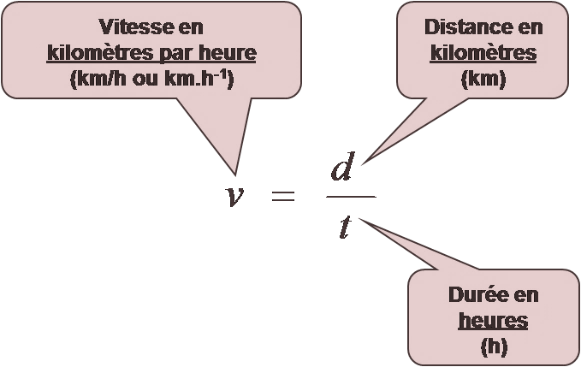 Vitesse en
kilomètres par heure
(km/h ou km.h⁻¹)
Distance en
kilomètres
(km)
v = d
t
Durée en
heures
(h)